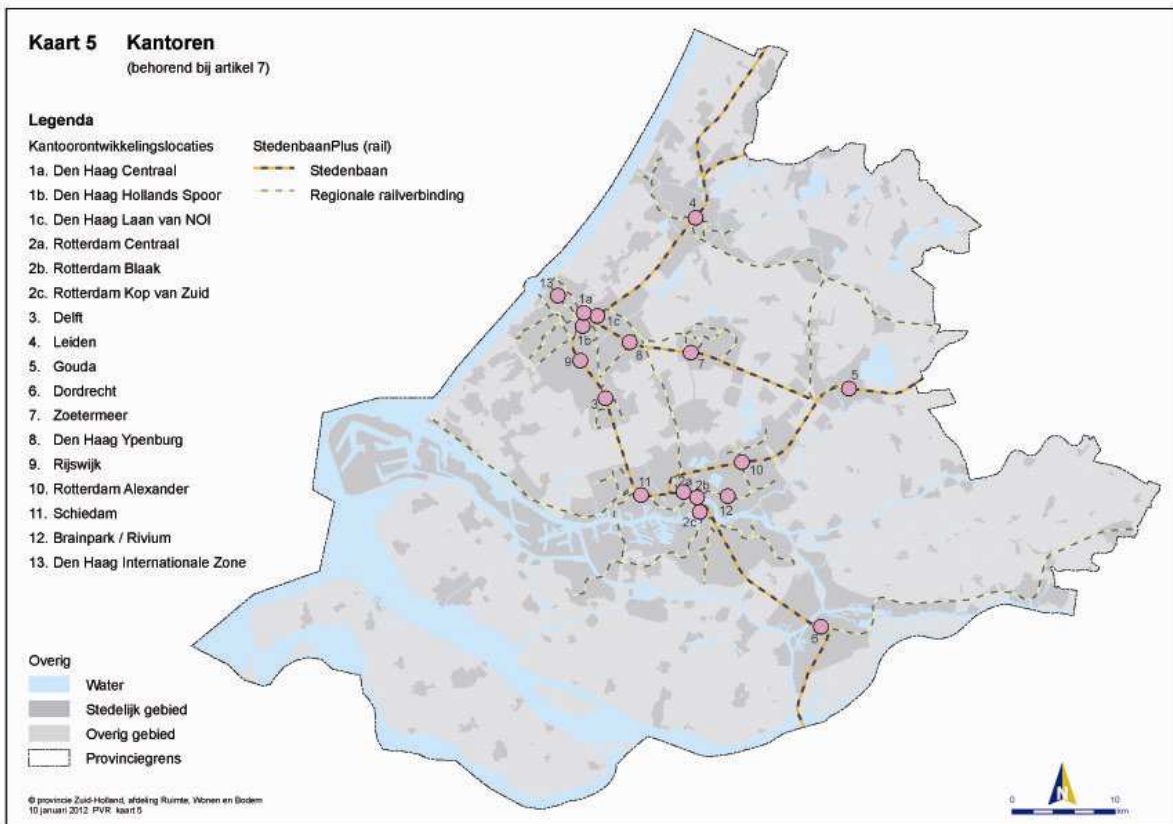 Kaart 5 Kantoren
(behorend bij artikel 7)
Legenda
Kantoorontwikkelingslocaties
1a. Den Haag Centraal
1b. Den Haag Hollands Spoor
1c. Den Haag Laan van NOI
2a. Rotterdam Centraal
2b. Rotterdam Blaak
2c. Rotterdam Kop van Zuid
3. Delft
4. Leiden
5. Gouda
6. Dordrecht
7. Zoetermeer
8. Den Haag Ypenburg
9. Rijswijk
10. Rotterdam Alexander
11. Schiedam
12. Brainpark / Rivium
13. Den Haag Internationale Zone
StedenbaanPlus (rail)
Stedenbaan
Regionale railverbinding
4
13
1a
1c
1b
8
7
9
5
3
10
11
2a
2b
12
2c
6
Overig
Water
Stedelijk gebied
Overig gebied
Provinciegrens
© provincie Zuid-Holland, afdeling Ruimte, Wonen en Bodem
10 januari 2012 PVR kaart 5
N
0 10
km